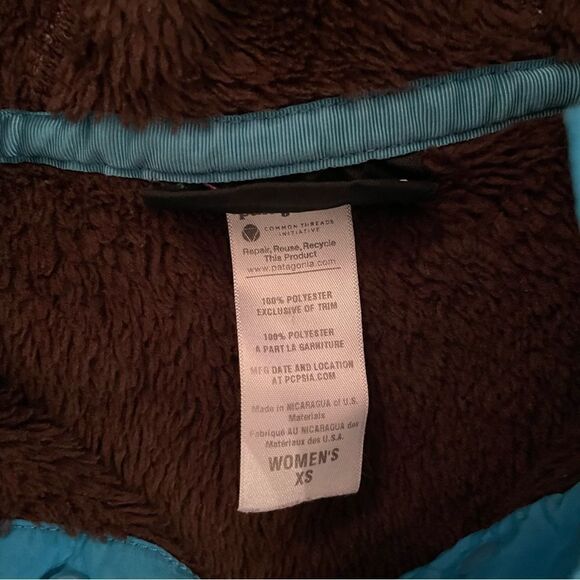 COMMON THREADS
INITIATIVE
Repair, Reuse, Recycle
This Product
www.patagonia.com
100% POLYESTER
EXCLUSIVE OF TRIM
100% POLYESTER
A PART LA GARNITURE
MFG DATE AND LOCATION
AT PCPSIA.COM
Made in NICARAGUA of U.S.
Materials
Fabriqué AU NICARAGUA des
Matériaux des U.S.A.
WOMEN'S
XS